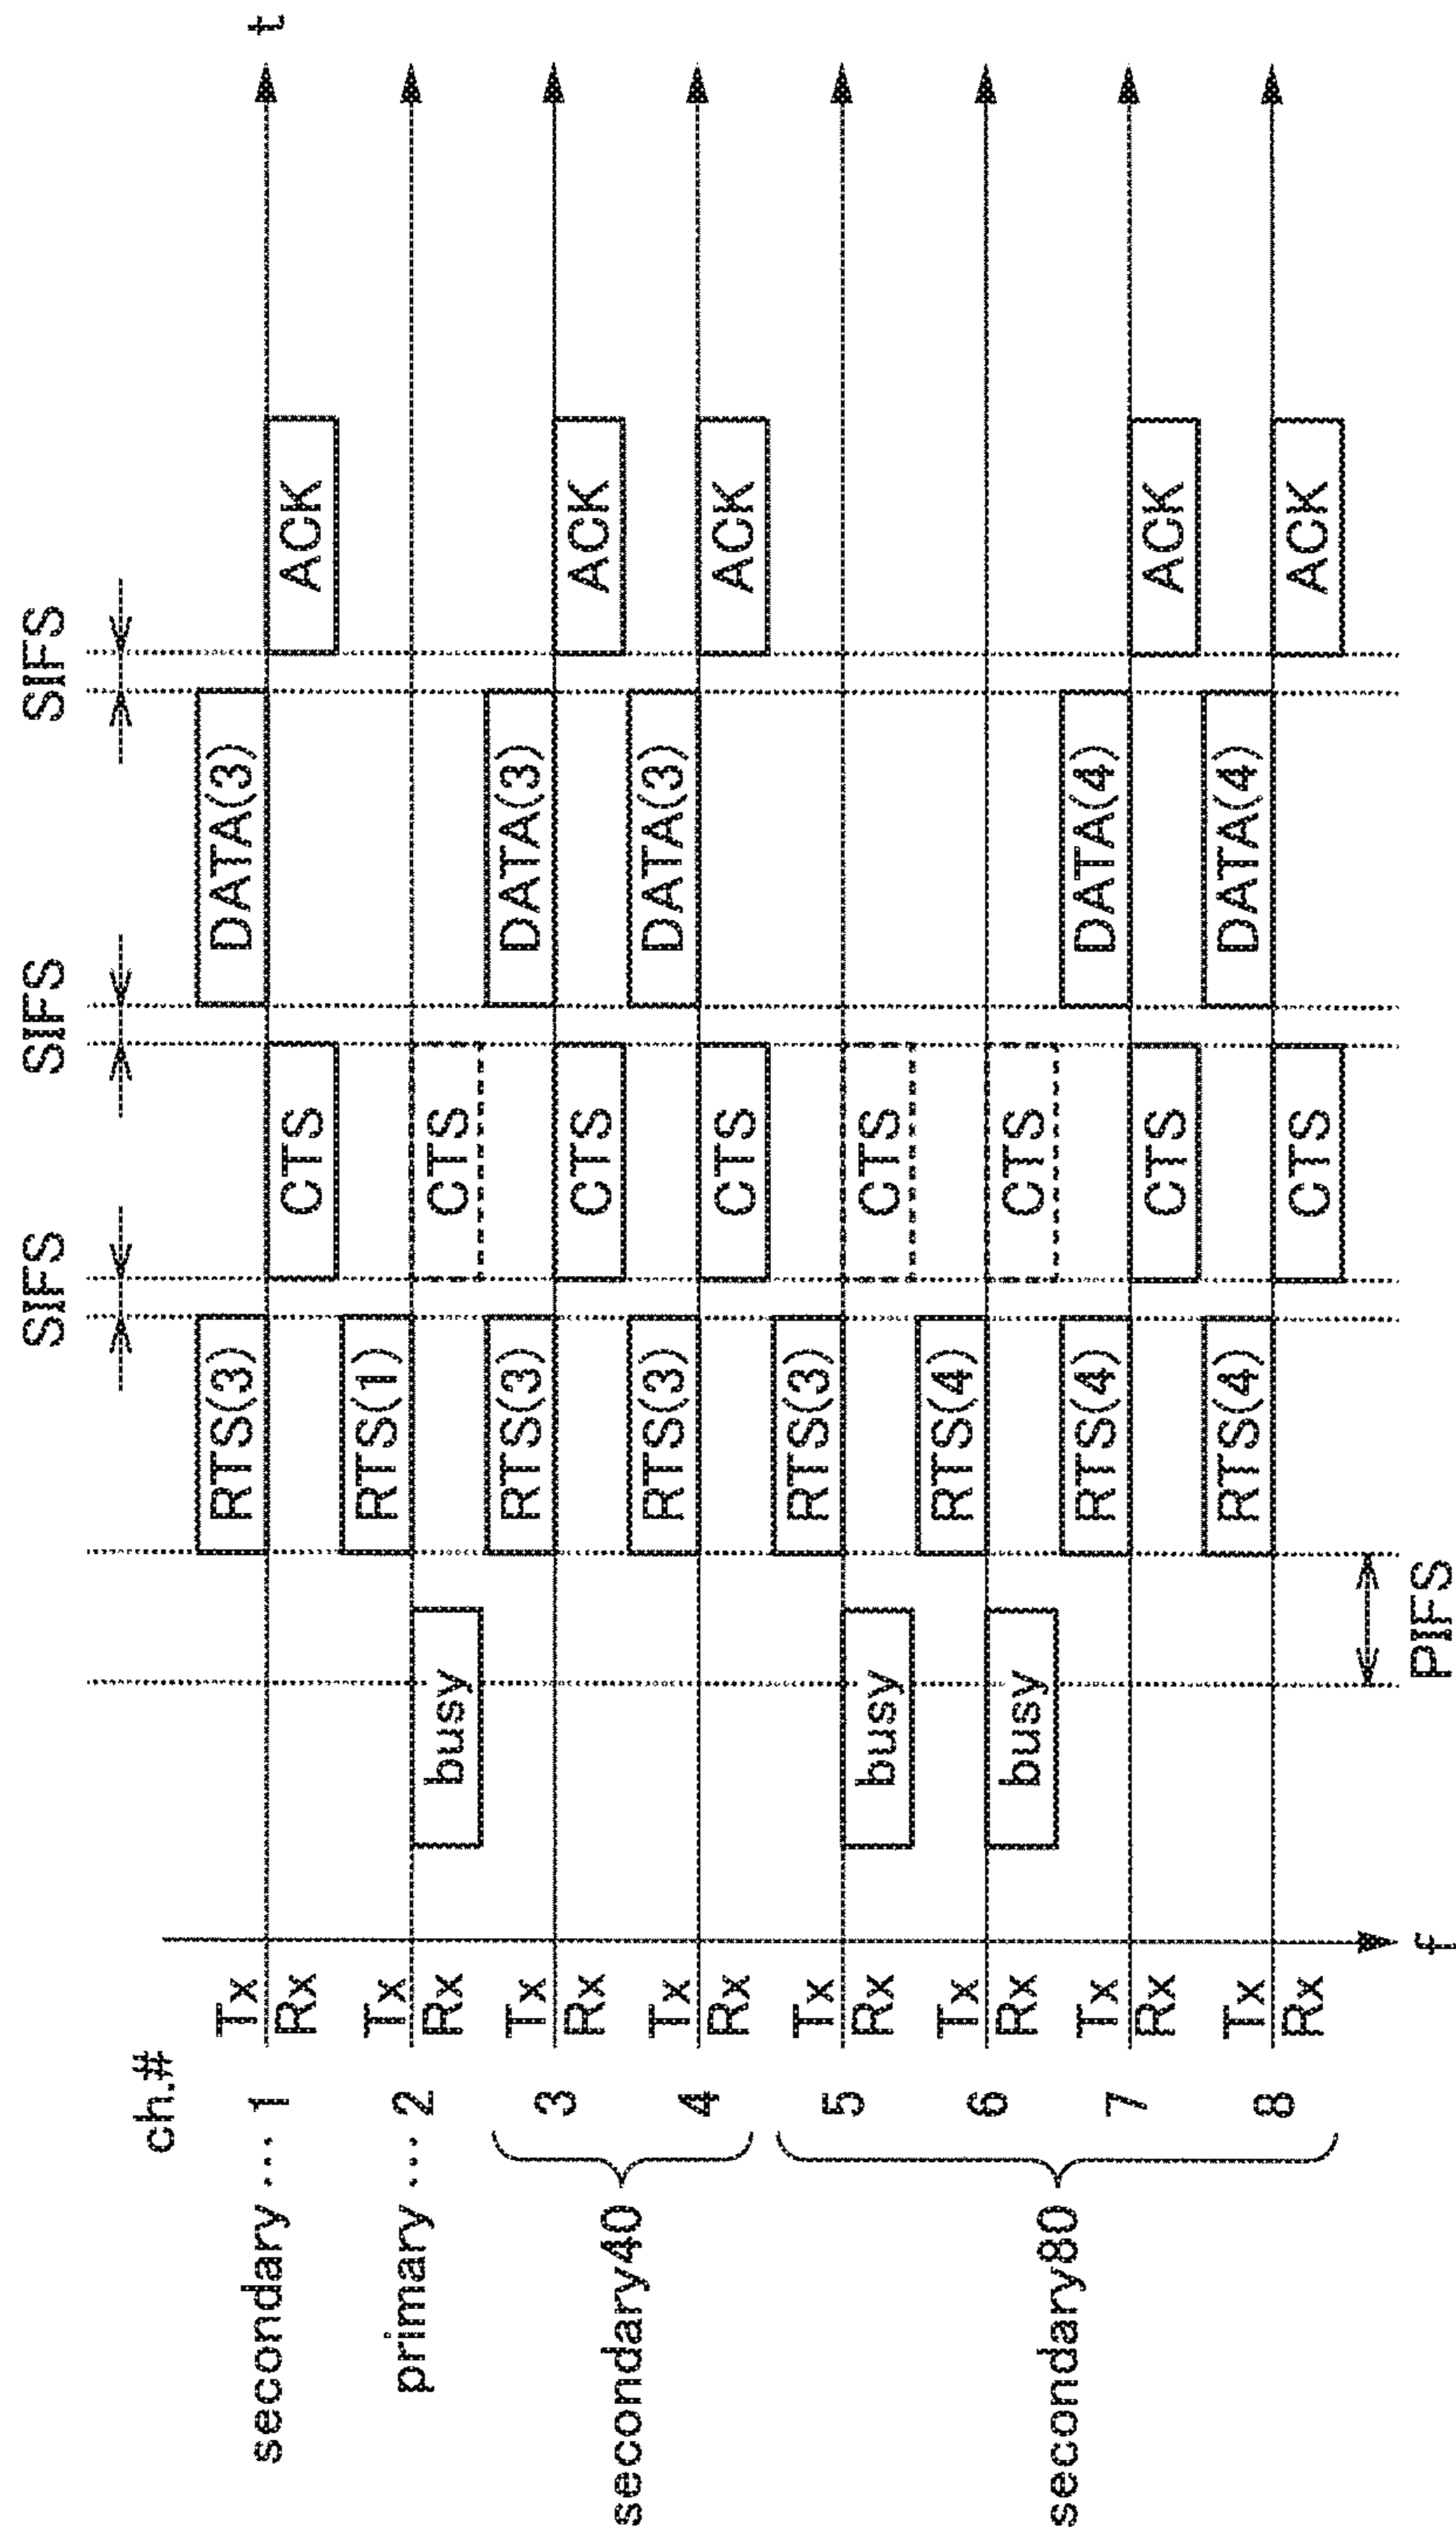 SIFS SIFS SIFS
ch.# t
secondary ... 1 Tx RTS(3) DATA(3)
Rx CTS ACK
primary ... 2 Tx RTS(1)
Rx busy CTS
secondary40 3 Tx RTS(3) DATA(3)
Rx CTS ACK
4 Tx RTS(3) DATA(3)
Rx CTS ACK
secondary80 5 Tx RTS(3)
Rx busy CTS
6 Tx RTS(4)
Rx busy CTS
7 Tx RTS(4) DATA(4)
Rx CTS ACK
8 Tx RTS(4) DATA(4)
Rx CTS ACK
f PIFS